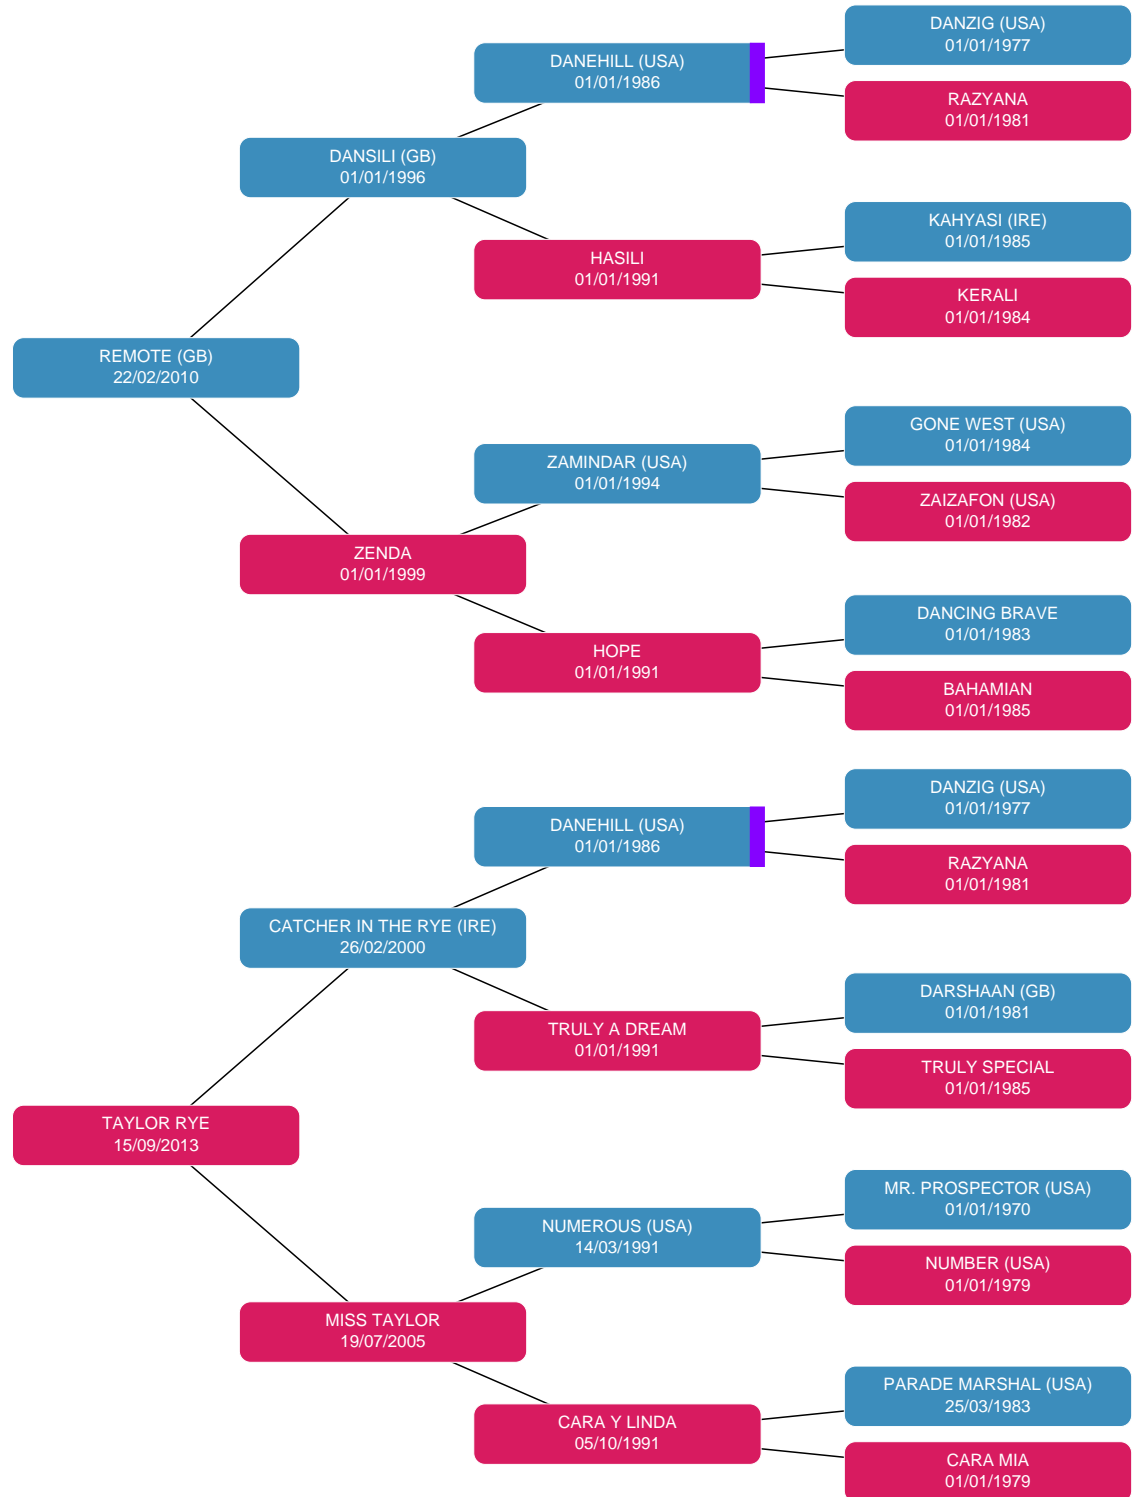 DANZIG (USA)
01/01/1977
DANEHILL (USA)
01/01/1986
RAZYANA
01/01/1981
DANSILI (GB)
01/01/1996
KAHYASI (IRE)
01/01/1985
HASILI
01/01/1991
KERALI
01/01/1984
REMOTE (GB)
22/02/2010
GONE WEST (USA)
01/01/1984
ZAMINDAR (USA)
01/01/1994
ZAIZAFON (USA)
01/01/1982
ZENDA
01/01/1999
DANCING BRAVE
01/01/1983
HOPE
01/01/1991
BAHAMIAN
01/01/1985
DANZIG (USA)
01/01/1977
DANEHILL (USA)
01/01/1986
RAZYANA
01/01/1981
CATCHER IN THE RYE (IRE)
26/02/2000
DARSHAAN (GB)
01/01/1981
TRULY A DREAM
01/01/1991
TRULY SPECIAL
01/01/1985
TAYLOR RYE
15/09/2013
MR. PROSPECTOR (USA)
01/01/1970
NUMEROUS (USA)
14/03/1991
NUMBER (USA)
01/01/1979
MISS TAYLOR
19/07/2005
PARADE MARSHAL (USA)
25/03/1983
CARA Y LINDA
05/10/1991
CARA MIA
01/01/1979